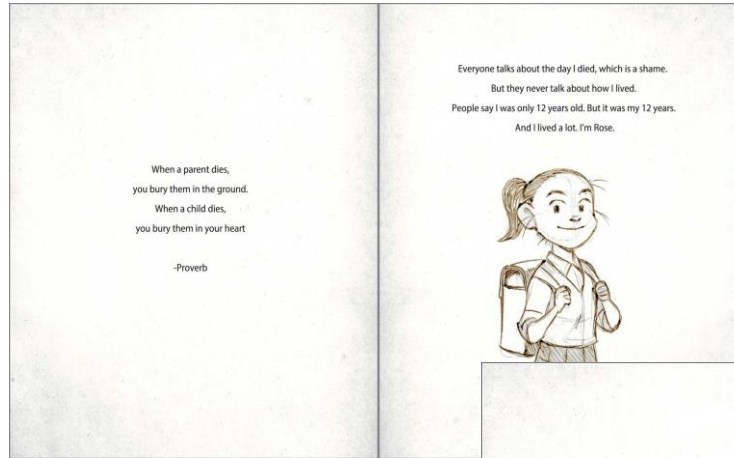 When a parent dies,
you bury them in the ground.
When a child dies,
you bury them in your heart
-Proverb
Everyone talks about the day I died, which is a shame.
But they never talk about how I lived.
People say I was only 12 years old. But it was my 12 years.
And I lived a lot. I'm Rose.